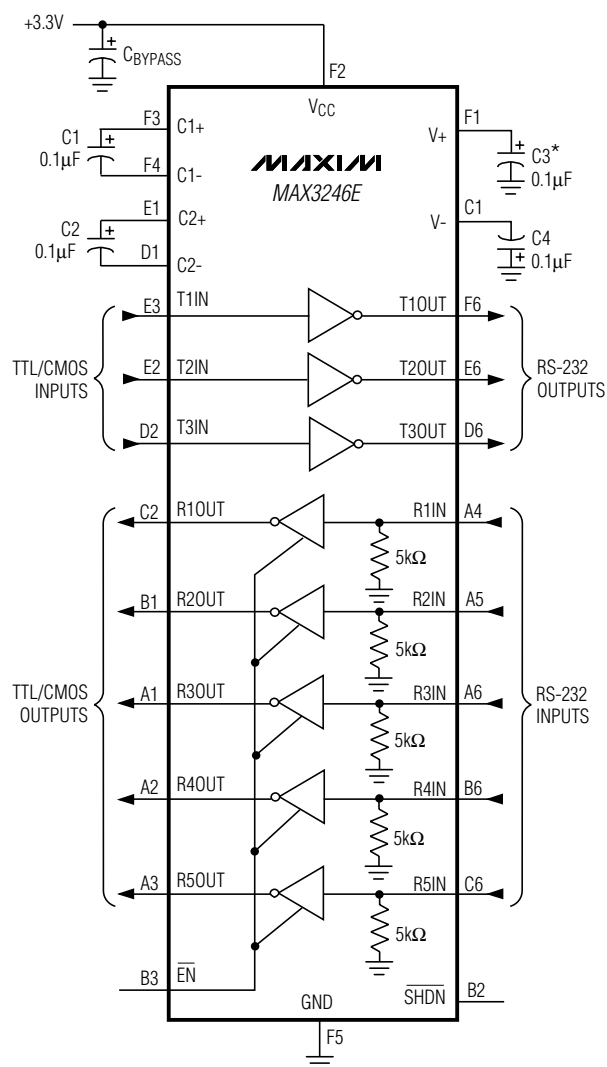 +3.3V
CBYPASS
F2
VCC
F3
C1+
C1
0.1µF
F4
C1-
E1
C2+
C2
0.1µF
D1
C2-
MAXIM
MAX3246E
F1
V+
C3*
0.1µF
C1
V-
C4
0.1µF
E3 T1IN T1OUT F6
E2 T2IN T2OUT E6
D2 T3IN T3OUT D6
TTL/CMOS
INPUTS
RS-232
OUTPUTS
C2 R1OUT R1IN A4
5kΩ
B1 R2OUT R2IN A5
5kΩ
A1 R3OUT R3IN A6
5kΩ
A2 R4OUT R4IN B6
5kΩ
A3 R5OUT R5IN C6
5kΩ
TTL/CMOS
OUTPUTS
RS-232
INPUTS
B3 EN
GND
SHDN B2
F5